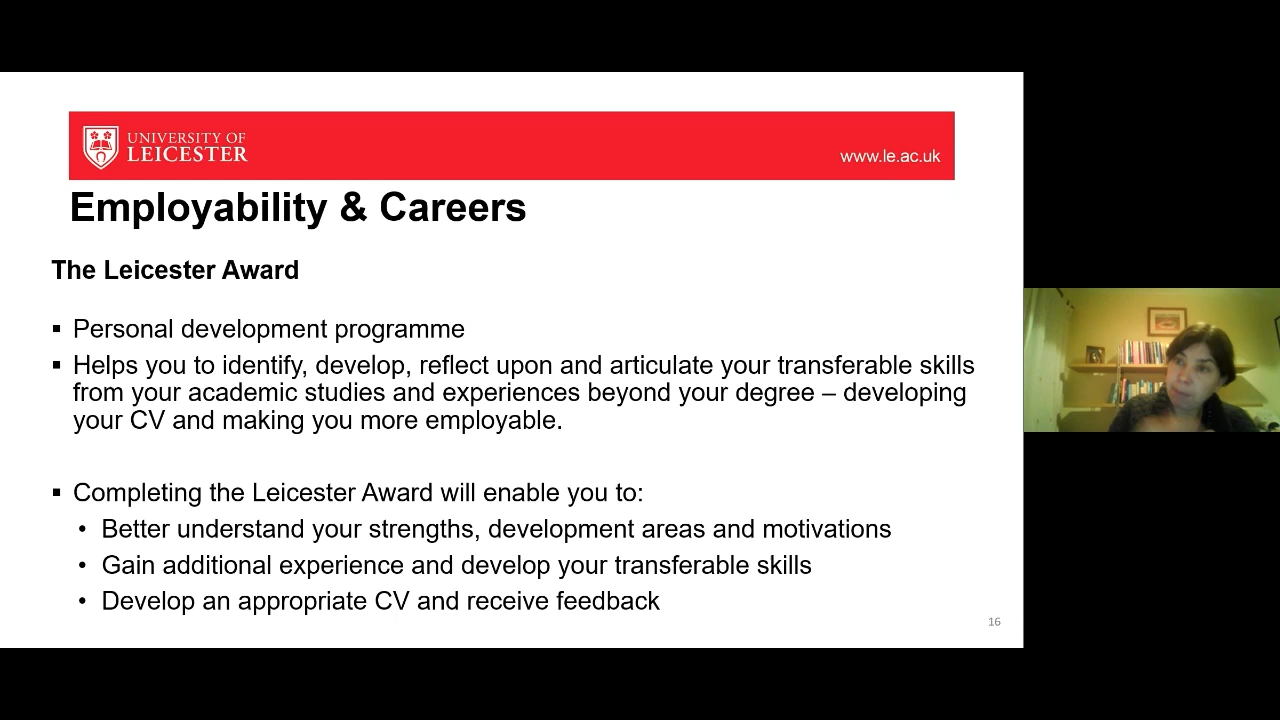 UNIVERSITY OF
LEICESTER
www.le.ac.uk
Employability & Careers
The Leicester Award
▪ Personal development programme
▪ Helps you to identify, develop, reflect upon and articulate your transferable skills
from your academic studies and experiences beyond your degree – developing
your CV and making you more employable.
▪ Completing the Leicester Award will enable you to:
• Better understand your strengths, development areas and motivations
• Gain additional experience and develop your transferable skills
• Develop an appropriate CV and receive feedback
16